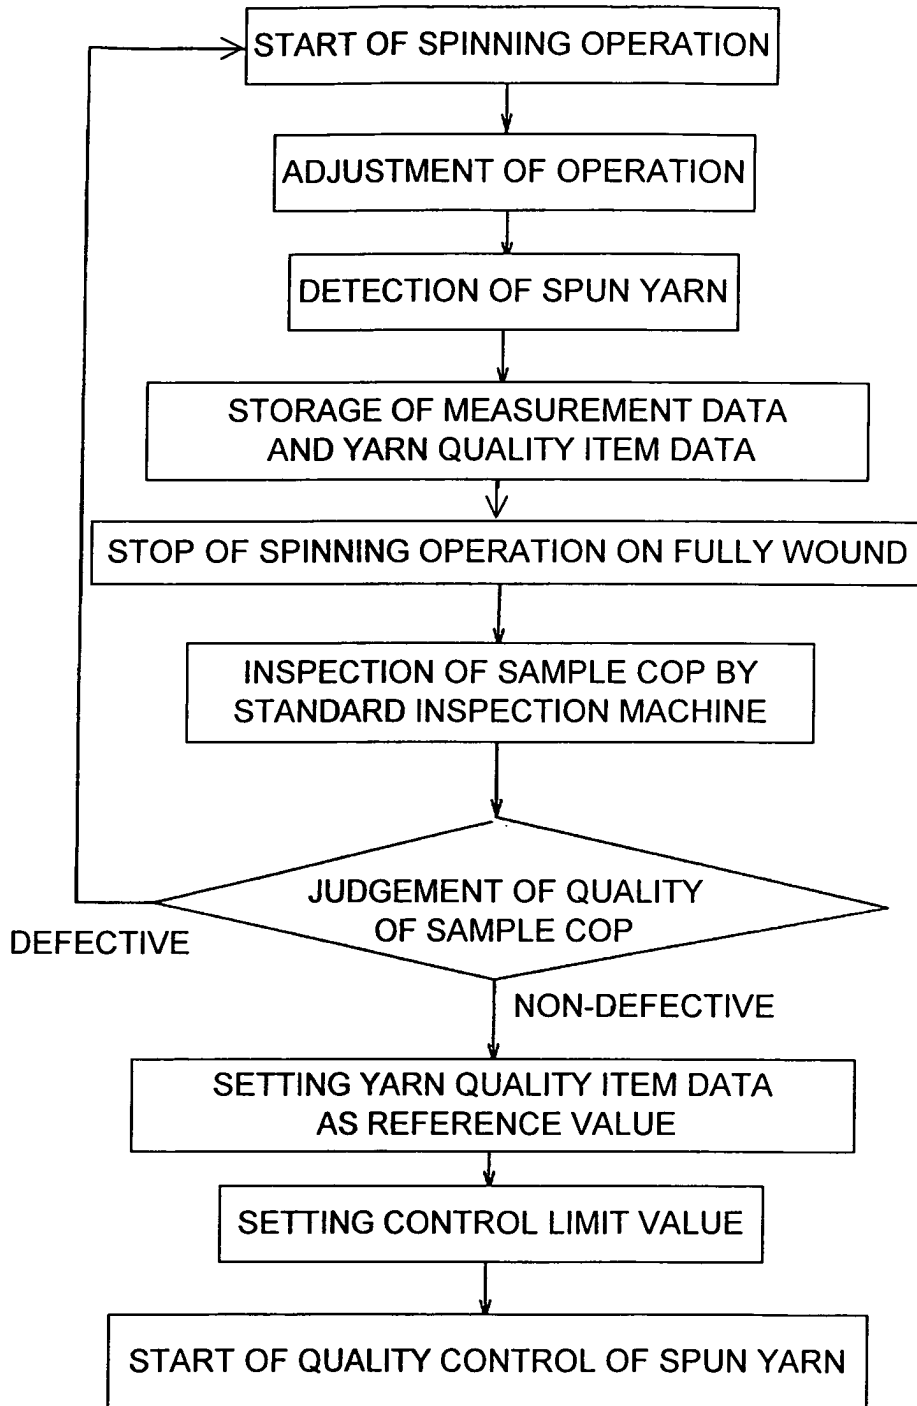 START OF SPINNING OPERATION
ADJUSTMENT OF OPERATION
DETECTION OF SPUN YARN
STORAGE OF MEASUREMENT DATA
AND YARN QUALITY ITEM DATA
STOP OF SPINNING OPERATION ON FULLY WOUND
INSPECTION OF SAMPLE COP BY
STANDARD INSPECTION MACHINE
JUDGEMENT OF QUALITY
OF SAMPLE COP
DEFECTIVE
NON-DEFECTIVE
SETTING YARN QUALITY ITEM DATA
AS REFERENCE VALUE
SETTING CONTROL LIMIT VALUE
START OF QUALITY CONTROL OF SPUN YARN